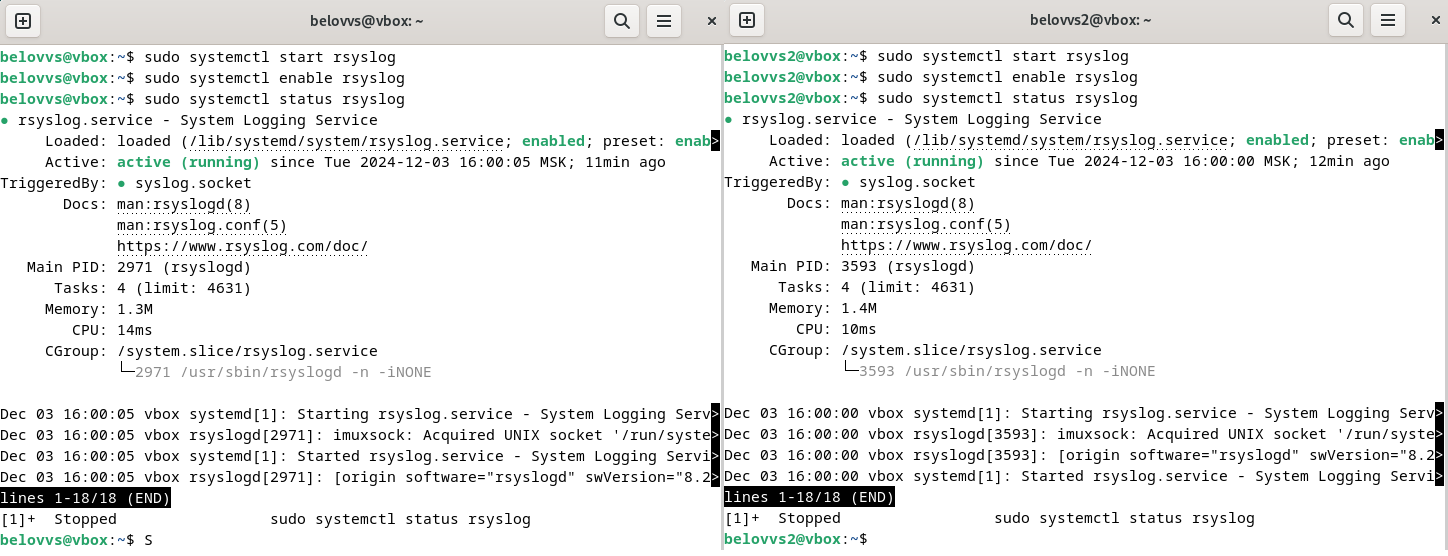 belovvs@vbox: ~
belovvs@vbox:~$ sudo systemctl start rsyslog
belovvs@vbox:~$ sudo systemctl enable rsyslog
belovvs@vbox:~$ sudo systemctl status rsyslog
● rsyslog.service - System Logging Service
     Loaded: loaded (/lib/systemd/system/rsyslog.service; enabled; preset: enab>
     Active: active (running) since Tue 2024-12-03 16:00:05 MSK; 11min ago
TriggeredBy: ● syslog.socket
       Docs: man:rsyslogd(8)
             man:rsyslog.conf(5)
             https://www.rsyslog.com/doc/
   Main PID: 2971 (rsyslogd)
      Tasks: 4 (limit: 4631)
     Memory: 1.3M
        CPU: 14ms
     CGroup: /system.slice/rsyslog.service
             └─2971 /usr/sbin/rsyslogd -n -iNONE
Dec 03 16:00:05 vbox systemd[1]: Starting rsyslog.service - System Logging Serv>
Dec 03 16:00:05 vbox rsyslogd[2971]: imuxsock: Acquired UNIX socket '/run/syste>
Dec 03 16:00:05 vbox systemd[1]: Started rsyslog.service - System Logging Servi>
Dec 03 16:00:05 vbox rsyslogd[2971]: [origin software="rsyslogd" swVersion="8.2>
lines 1-18/18 (END)
[1]+  Stopped                 sudo systemctl status rsyslog
belovvs@vbox:~$ S
belovvs2@vbox: ~
belovvs2@vbox:~$ sudo systemctl start rsyslog
belovvs2@vbox:~$ sudo systemctl enable rsyslog
belovvs2@vbox:~$ sudo systemctl status rsyslog
● rsyslog.service - System Logging Service
     Loaded: loaded (/lib/systemd/system/rsyslog.service; enabled; preset: enab>
     Active: active (running) since Tue 2024-12-03 16:00:00 MSK; 12min ago
TriggeredBy: ● syslog.socket
       Docs: man:rsyslogd(8)
             man:rsyslog.conf(5)
             https://www.rsyslog.com/doc/
   Main PID: 3593 (rsyslogd)
      Tasks: 4 (limit: 4631)
     Memory: 1.4M
        CPU: 10ms
     CGroup: /system.slice/rsyslog.service
             └─3593 /usr/sbin/rsyslogd -n -iNONE
Dec 03 16:00:00 vbox systemd[1]: Starting rsyslog.service - System Logging Serv>
Dec 03 16:00:00 vbox rsyslogd[3593]: imuxsock: Acquired UNIX socket '/run/syste>
Dec 03 16:00:00 vbox rsyslogd[3593]: [origin software="rsyslogd" swVersion="8.2>
Dec 03 16:00:00 vbox systemd[1]: Started rsyslog.service - System Logging Servi>
lines 1-18/18 (END)
[1]+  Stopped                 sudo systemctl status rsyslog
belovvs2@vbox:~$